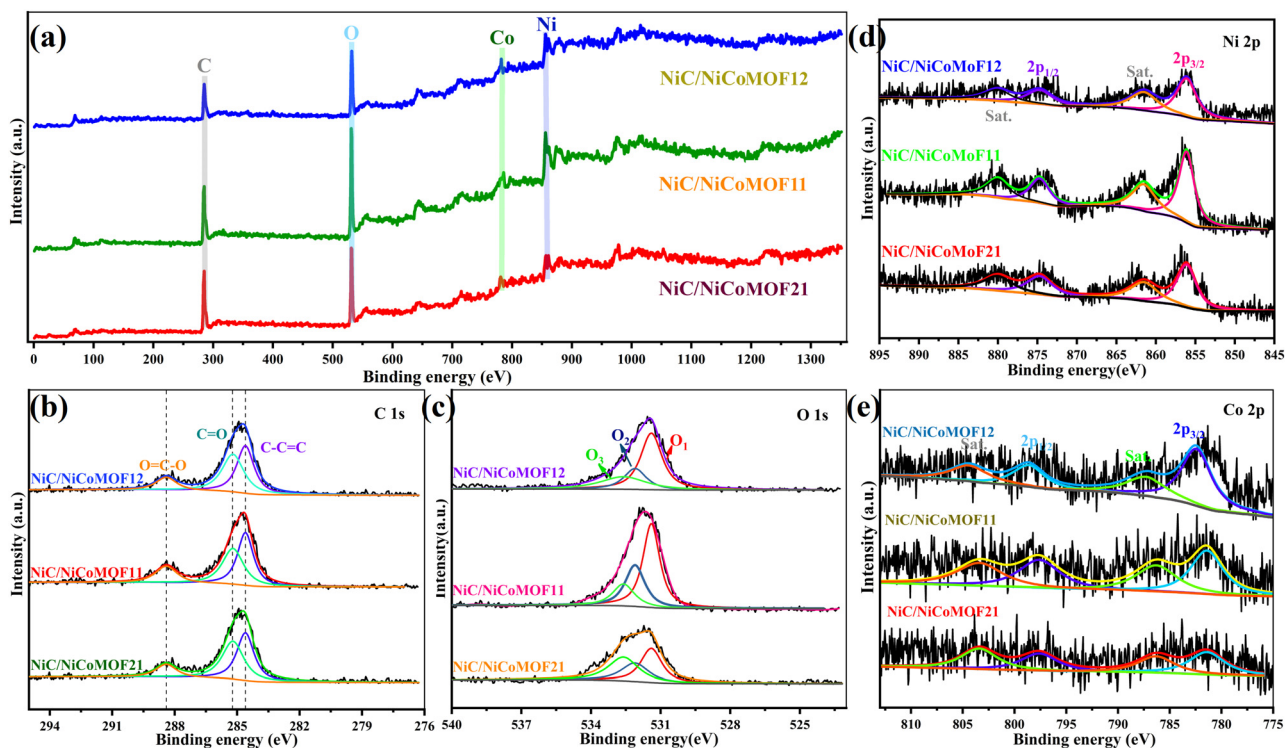 (a)
C
O
Co
Ni
NiC/NiCoMOF12
NiC/NiCoMOF11
NiC/NiCoMOF21
Intensity (a.u.)
0 100 200 300 400 500 600 700 800 900 1000 1100 1200 1300
Binding energy (eV)
(d)
Ni 2p
NiC/NiCoMoF12
2p1/2
Sat.
2p3/2
Sat.
NiC/NiCoMoF11
NiC/NiCoMoF21
Intensity (a.u.)
895 890 885 880 875 870 865 860 855 850 845
Binding energy(eV)
(b)
C 1s
C=O
C-C=C
O=C-O
NiC/NiCoMOF12
NiC/NiCoMOF11
NiC/NiCoMOF21
Intensity (a.u.)
294 291 288 285 282 279 276
Binding energy (eV)
(c)
O 1s
O2
O1
O3
NiC/NiCoMOF12
NiC/NiCoMOF11
NiC/NiCoMOF21
Intensity(a.u.)
540 537 534 531 528 525
Binding energy (eV)
(e)
Co 2p
NiC/NiCoMOF12
Sat.
2p1/2
Sat.
2p3/2
NiC/NiCoMOF11
NiC/NiCoMOF21
Intensity (a.u.)
810 805 800 795 790 785 780 775
Binding energy (eV)